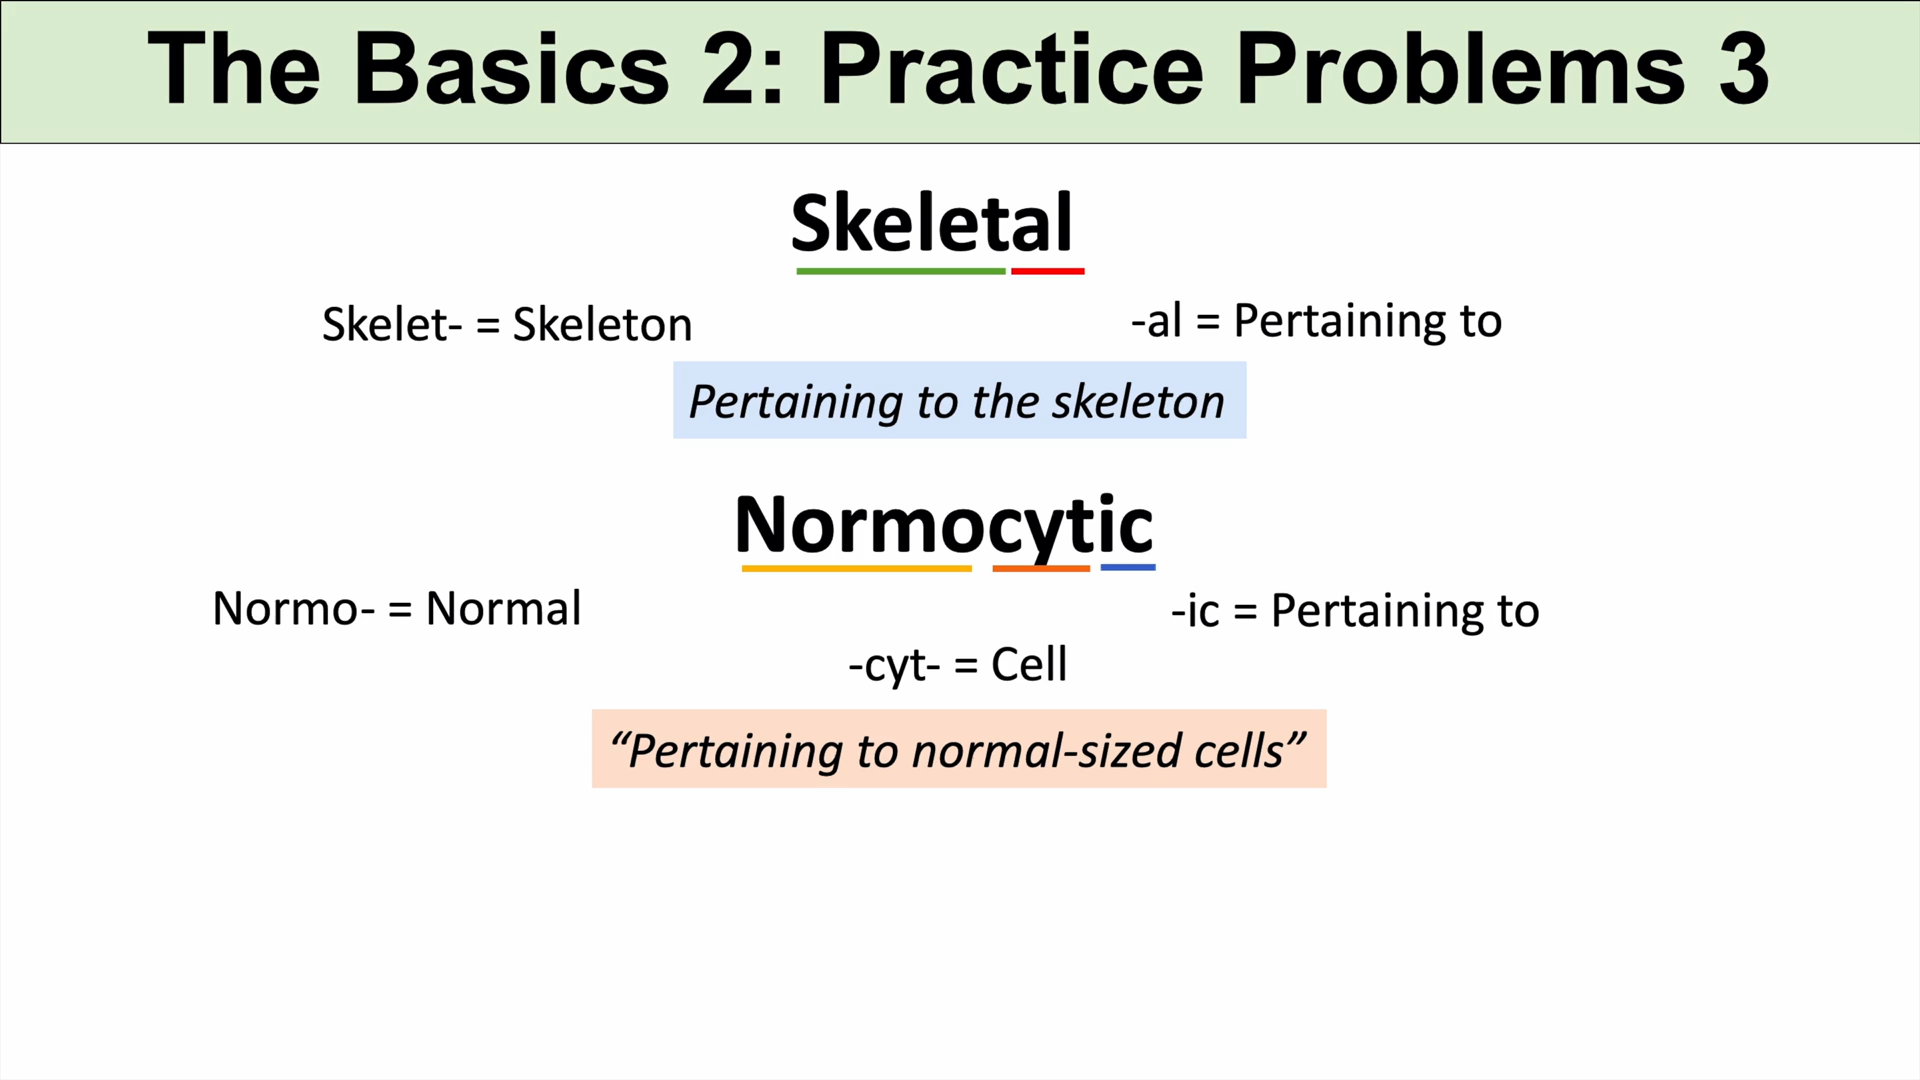 The Basics 2: Practice Problems 3
Skeletal
Skelet- = Skeleton
-al = Pertaining to
Pertaining to the skeleton
Normocytic
Normo- = Normal
-ic = Pertaining to
-cyt- = Cell
“Pertaining to normal-sized cells”